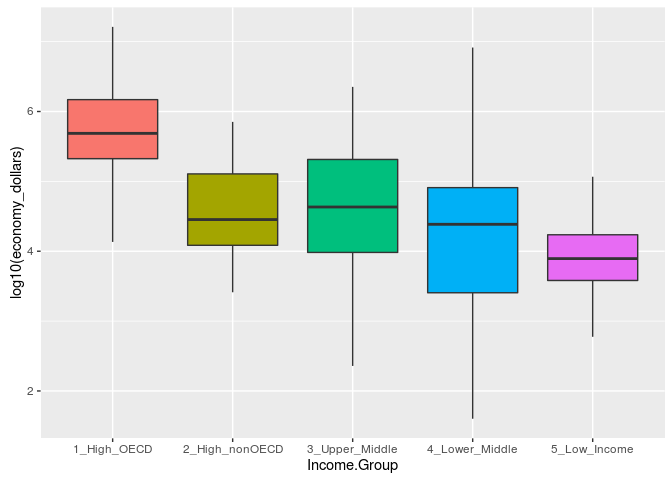 log10(economy_dollars)
6
4
2
1_High_OECD 2_High_nonOECD 3_Upper_Middle 4_Lower_Middle 5_Low_Income
Income.Group